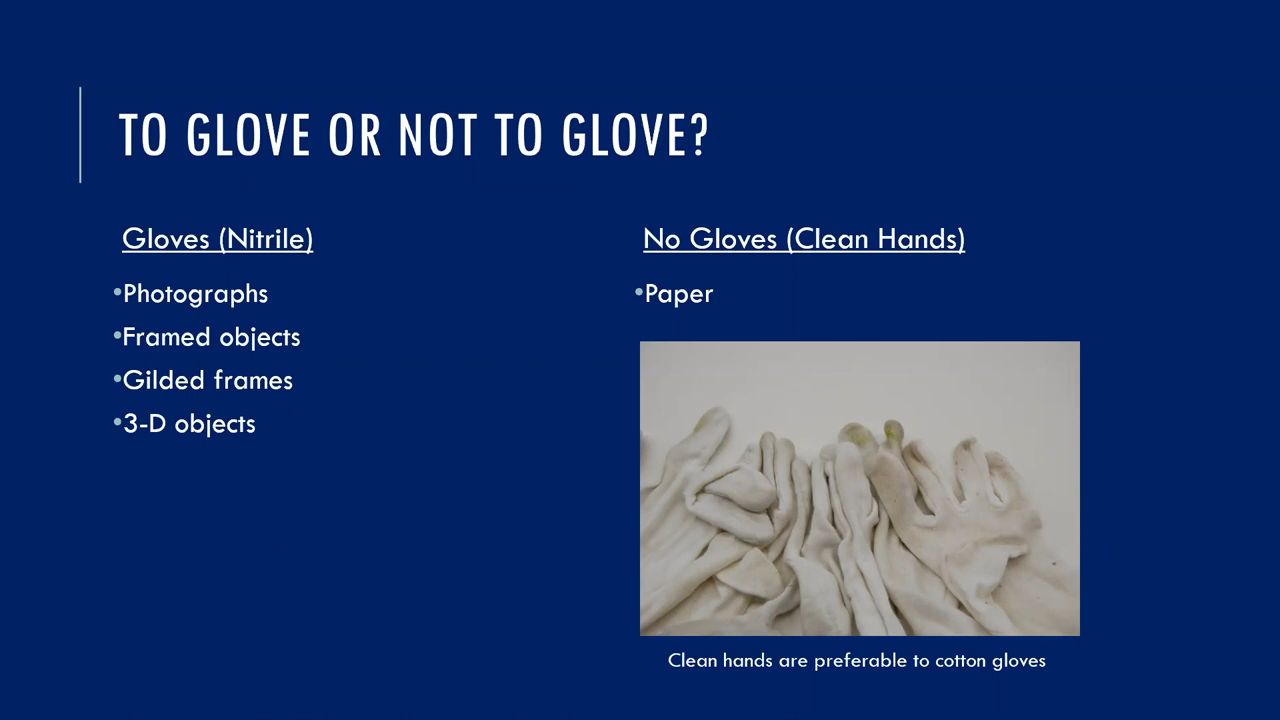 TO GLOVE OR NOT TO GLOVE?
Gloves (Nitrile)
•Photographs
•Framed objects
•Gilded frames
•3-D objects
No Gloves (Clean Hands)
•Paper
Clean hands are preferable to cotton gloves